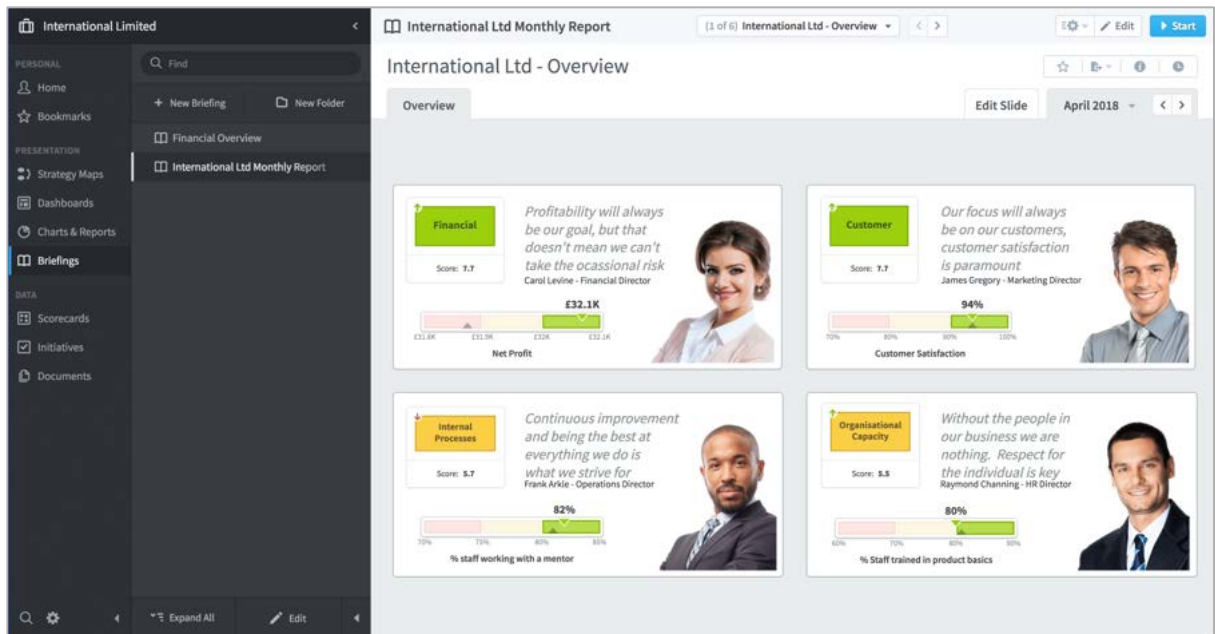 International Limited
PERSONAL
Home
Bookmarks
PRESENTATION
Strategy Maps
Dashboards
Charts & Reports
Briefings
DATA
Scorecards
Initiatives
Documents
Find
+ New Briefing
New Folder
Financial Overview
International Ltd Monthly Report
Expand All
Edit
International Ltd Monthly Report
(1 of 6) International Ltd - Overview
Edit
Start
International Ltd - Overview
Overview
Edit Slide
April 2018
Financial
Score: 7.7
Profitability will always
be our goal, but that
doesn't mean we can't
take the ocassional risk
Carol Levine - Financial Director
£32.1K
£31.8K £31.9K £32K £32.1K
Net Profit
Customer
Score: 7.7
Our focus will always
be on our customers,
customer satisfaction
is paramount
James Gregory - Marketing Director
94%
70% 80% 90% 100%
Customer Satisfaction
Internal
Processes
Score: 5.7
Continuous improvement
and being the best at
everything we do is
what we strive for
Frank Arkle - Operations Director
82%
70% 75% 80% 85%
% staff working with a mentor
Organisational
Capacity
Score: 5.5
Without the people in
our business we are
nothing. Respect for
the individual is key
Raymond Channing - HR Director
80%
60% 70% 80% 90%
% Staff trained in product basics